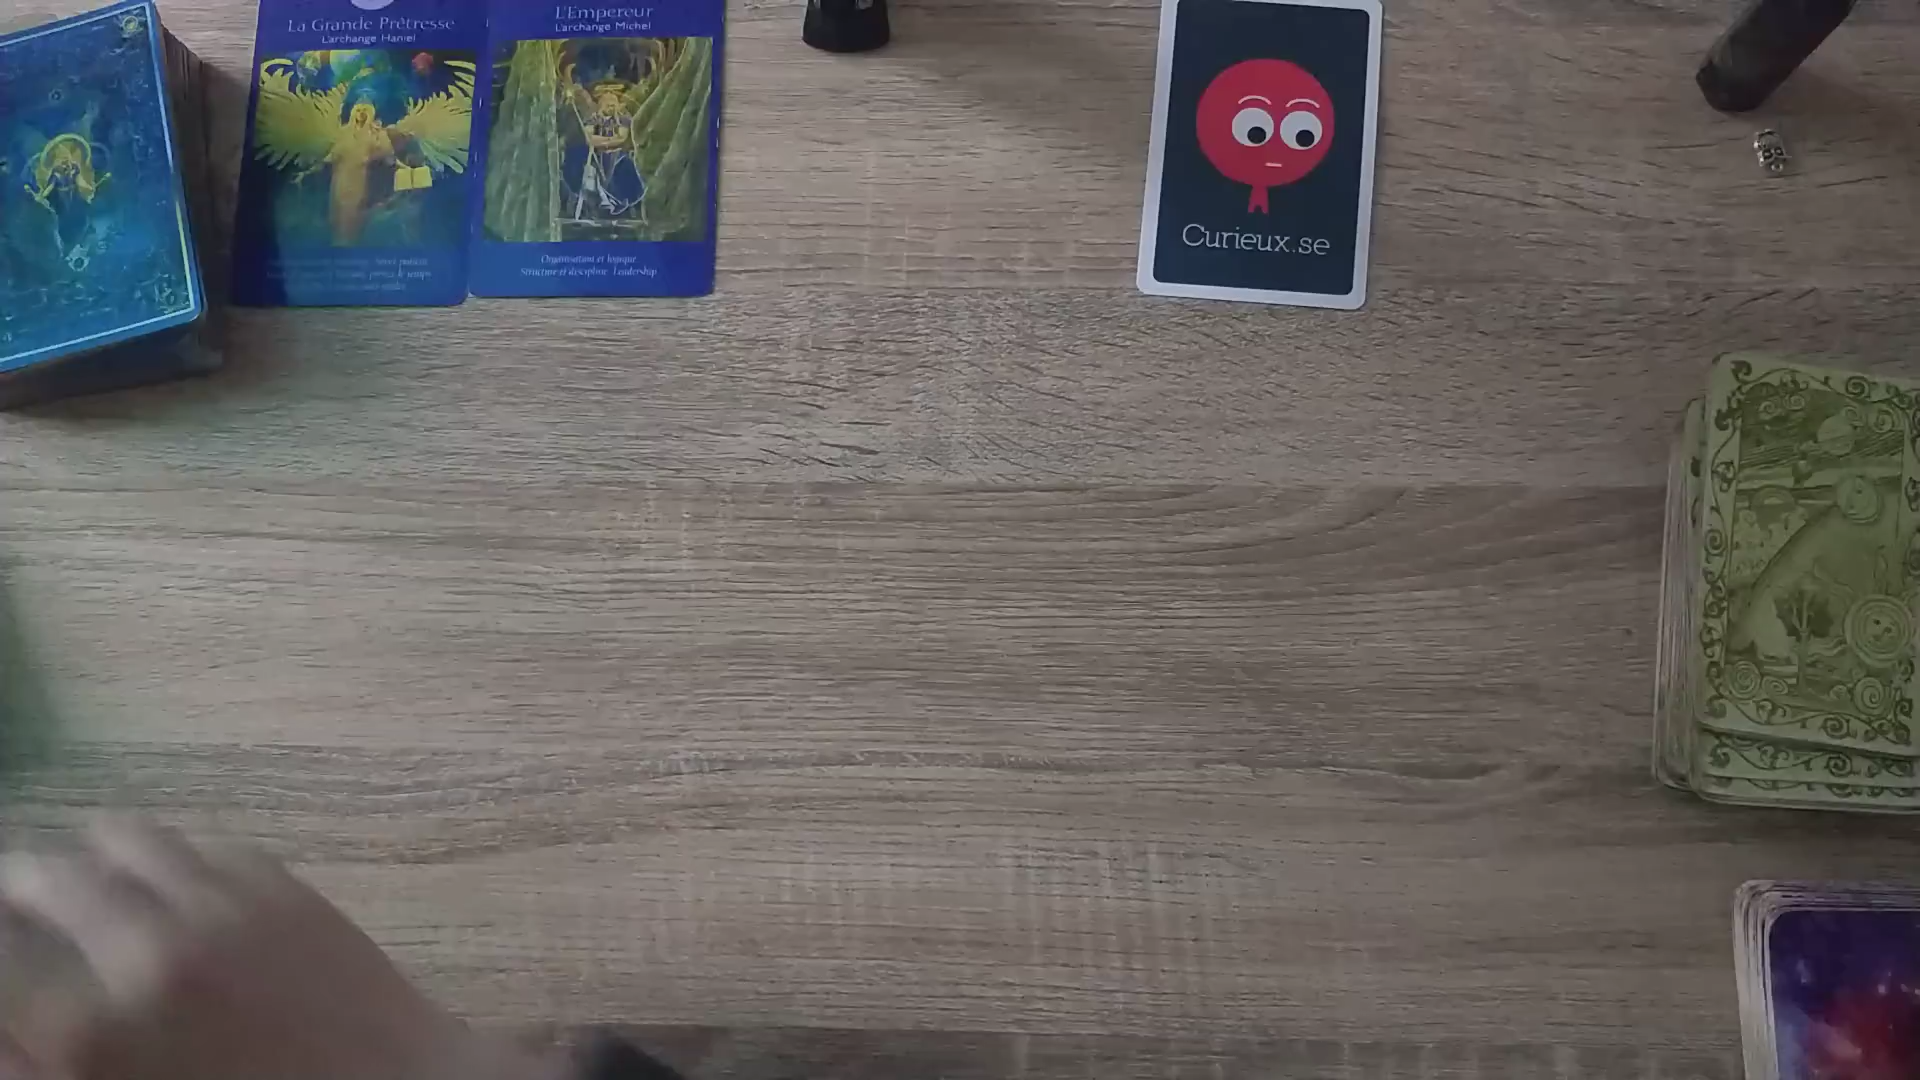 La Grande Prêtresse
L'archange Haniel
L'Empereur
L'archange Michel
Organisation et logique
Structure et discipline Leadership
Curieux.se